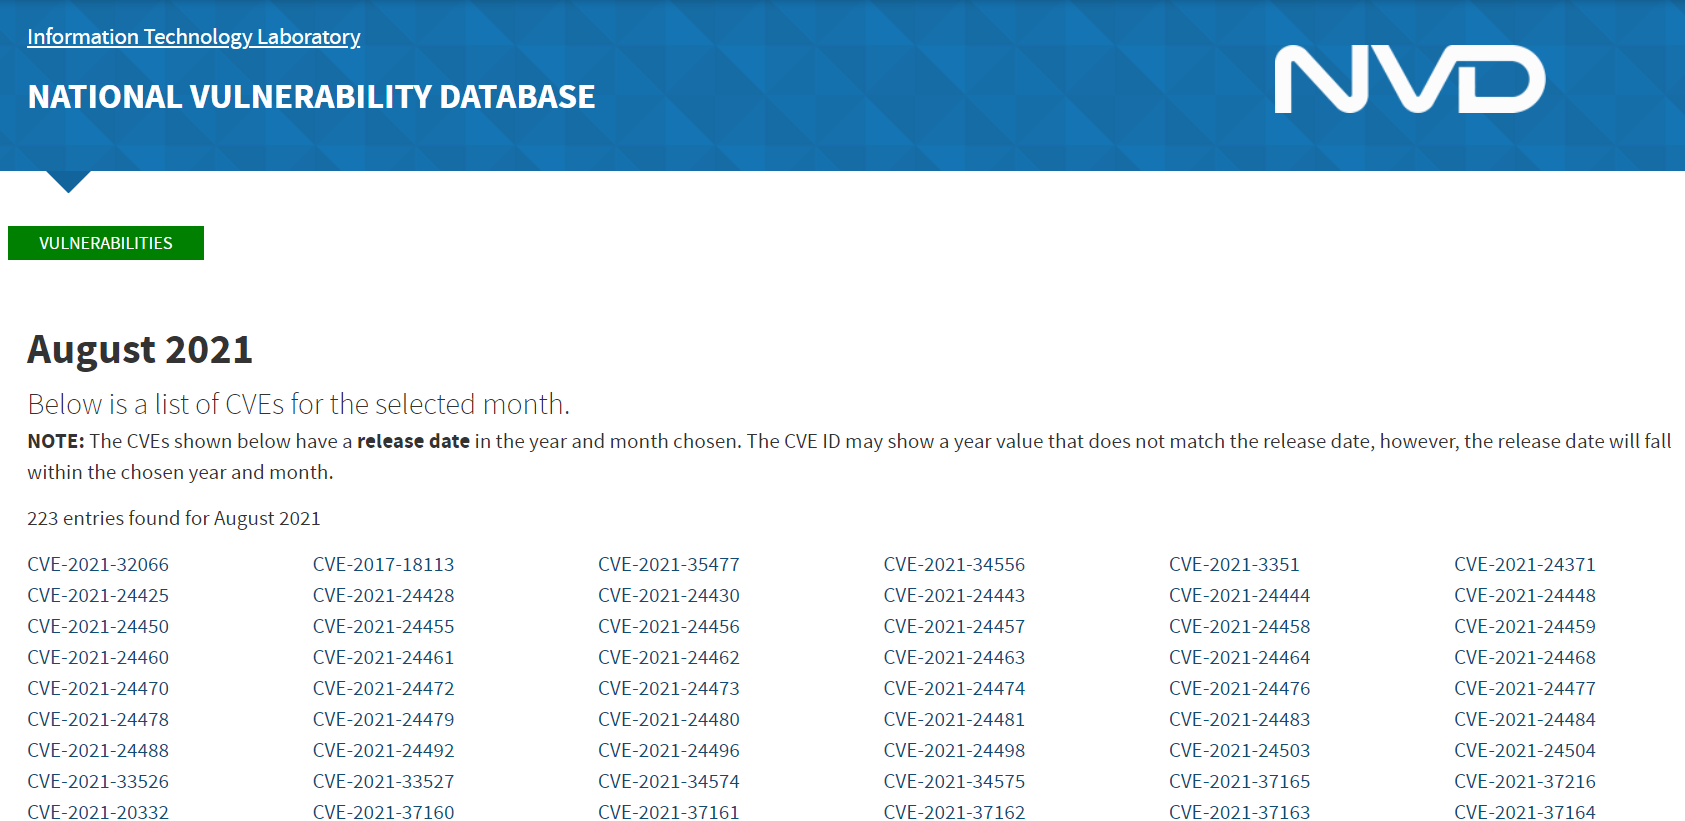 Information Technology Laboratory
NATIONAL VULNERABILITY DATABASE
NVD
VULNERABILITIES
August 2021
Below is a list of CVEs for the selected month.
NOTE: The CVEs shown below have a release date in the year and month chosen. The CVE ID may show a year value that does not match the release date, however, the release date will fall
within the chosen year and month.
223 entries found for August 2021
CVE-2021-32066 CVE-2017-18113 CVE-2021-35477 CVE-2021-34556 CVE-2021-3351 CVE-2021-24371
CVE-2021-24425 CVE-2021-24428 CVE-2021-24430 CVE-2021-24443 CVE-2021-24444 CVE-2021-24448
CVE-2021-24450 CVE-2021-24455 CVE-2021-24456 CVE-2021-24457 CVE-2021-24458 CVE-2021-24459
CVE-2021-24460 CVE-2021-24461 CVE-2021-24462 CVE-2021-24463 CVE-2021-24464 CVE-2021-24468
CVE-2021-24470 CVE-2021-24472 CVE-2021-24473 CVE-2021-24474 CVE-2021-24476 CVE-2021-24477
CVE-2021-24478 CVE-2021-24479 CVE-2021-24480 CVE-2021-24481 CVE-2021-24483 CVE-2021-24484
CVE-2021-24488 CVE-2021-24492 CVE-2021-24496 CVE-2021-24498 CVE-2021-24503 CVE-2021-24504
CVE-2021-33526 CVE-2021-33527 CVE-2021-34574 CVE-2021-34575 CVE-2021-37165 CVE-2021-37216
CVE-2021-20332 CVE-2021-37160 CVE-2021-37161 CVE-2021-37162 CVE-2021-37163 CVE-2021-37164